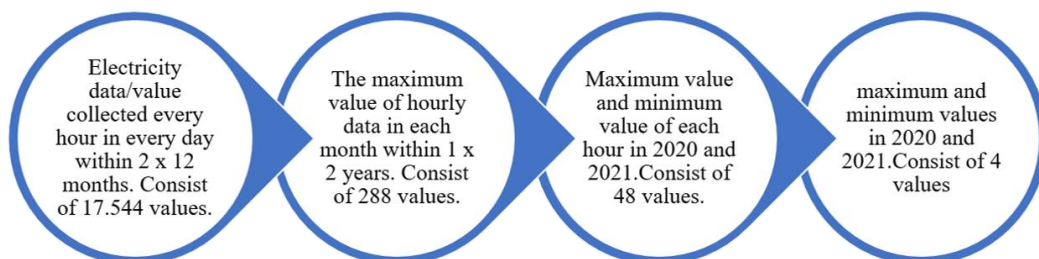 Electricity
data/value
collected every
hour in every day
within 2 x 12
months. Consist
of 17.544 values.
The maximum
value of hourly
data in each
month within 1 x
2 years. Consist
of 288 values.
Maximum value
and minimum
value of each
hour in 2020 and
2021.Consist of
48 values.
maximum and
minimum values
in 2020 and
2021.Consist of 4
values